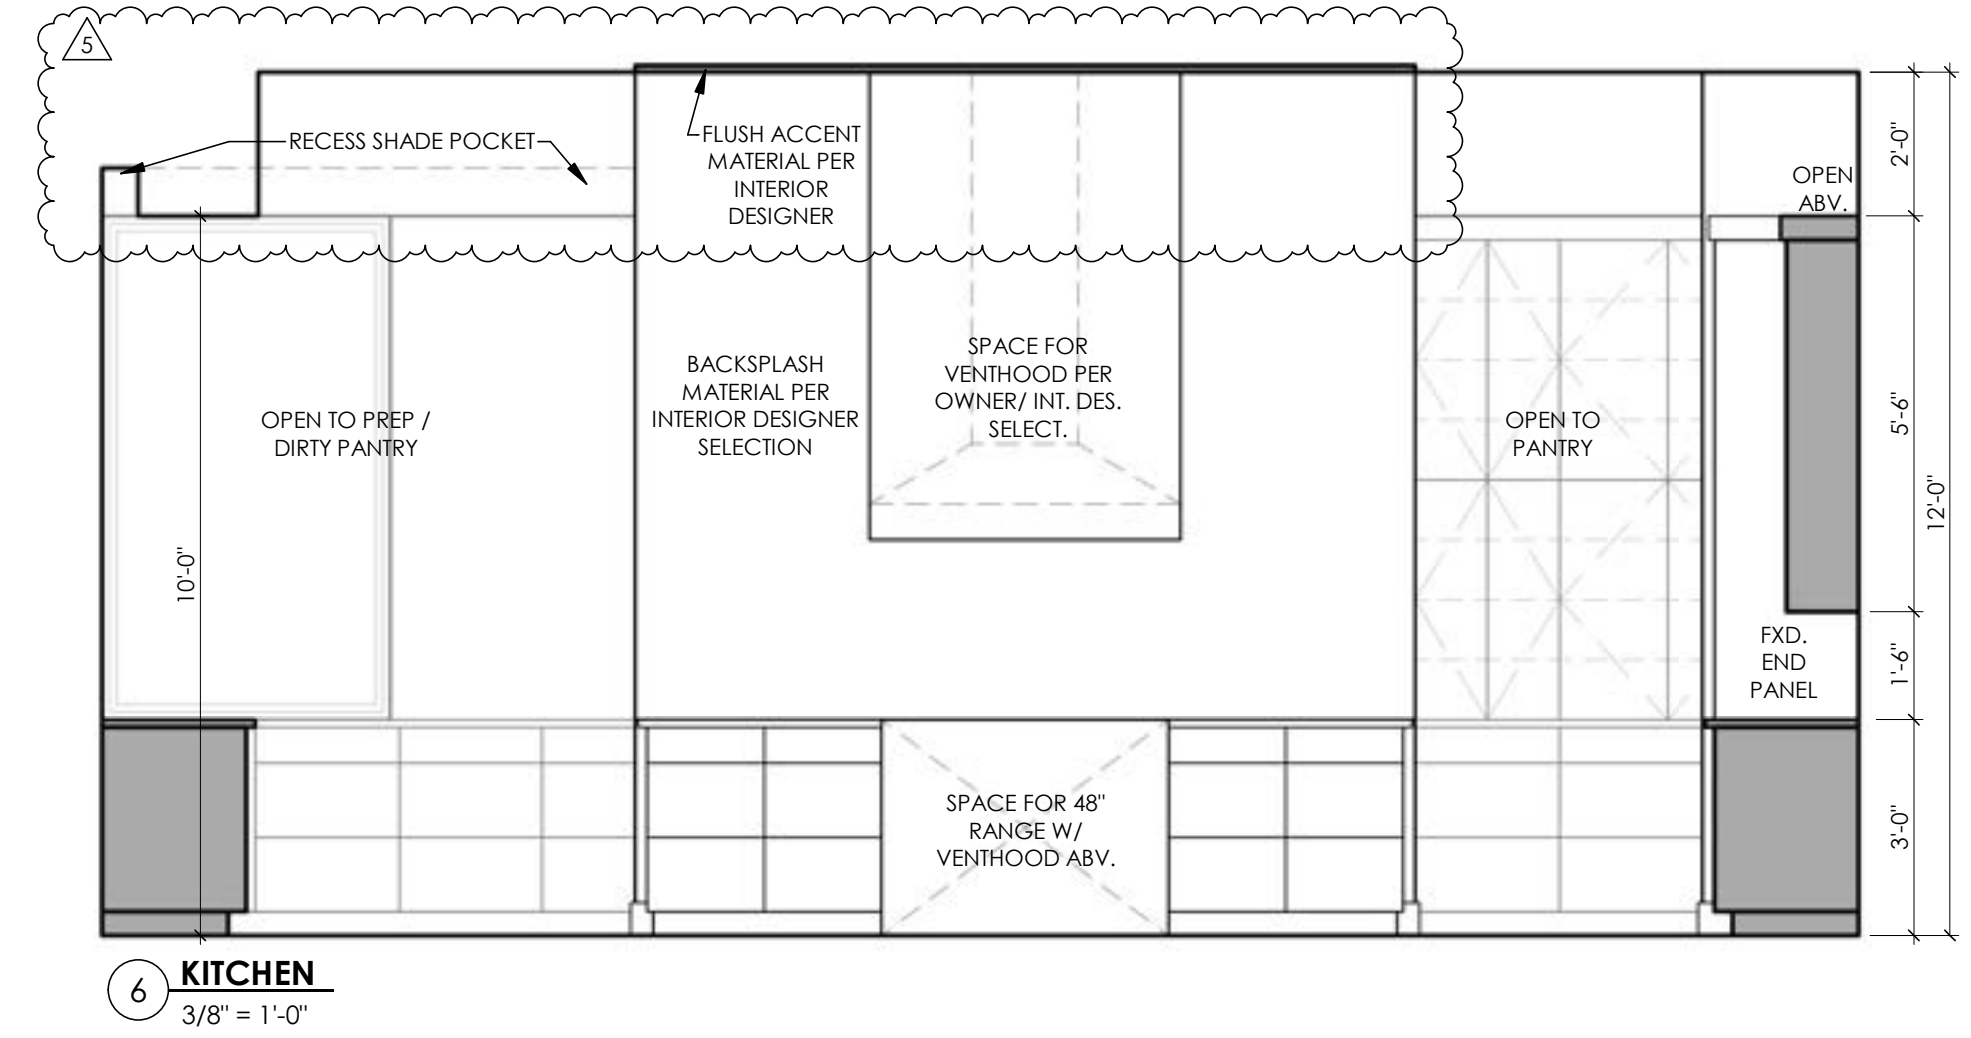 5
RECESS SHADE POCKET
FLUSH ACCENT
MATERIAL PER
INTERIOR
DESIGNER
2'-0"
OPEN
ABV.
BACKSPLASH
MATERIAL PER
INTERIOR DESIGNER
SELECTION
SPACE FOR
VENTHOOD PER
OWNER/ INT. DES.
SELECT.
OPEN TO PREP /
DIRTY PANTRY
OPEN TO
PANTRY
5'-6"
12'-0"
10'-0"
FXD.
END
PANEL
1'-6"
SPACE FOR 48"
RANGE W/
VENTHOOD ABV.
3'-0"
6
KITCHEN
3/8" = 1'-0"